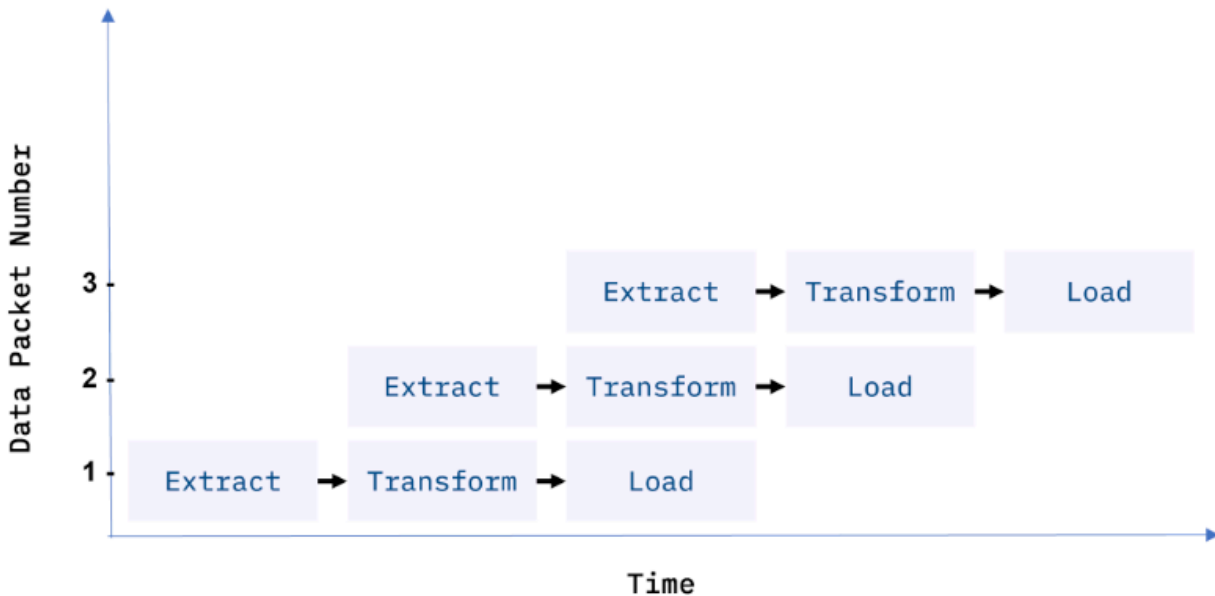 Data Packet Number
3
Extract Transform Load
2
Extract Transform Load
1
Extract Transform Load
Time